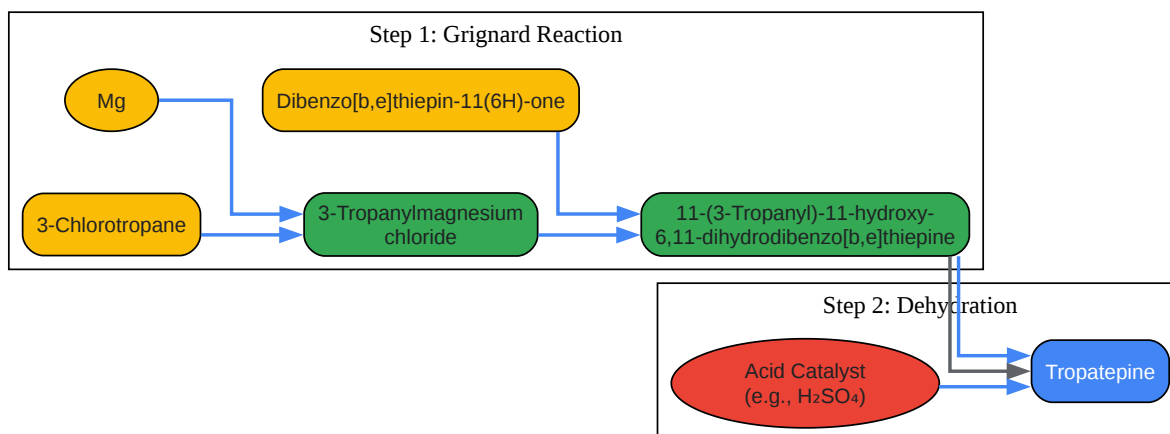 Step 1: Grignard Reaction
Mg
Dibenzo[b,e]thiepin-11(6H)-one
3-Chlorotropane
3-Tropanylmagnesium
chloride
11-(3-Tropanyl)-11-hydroxy-
6,11-dihydrodibenzo[b,e]thiepine
Step 2: Dehydration
Acid Catalyst
(e.g., H₂SO₄)
Tropatepine